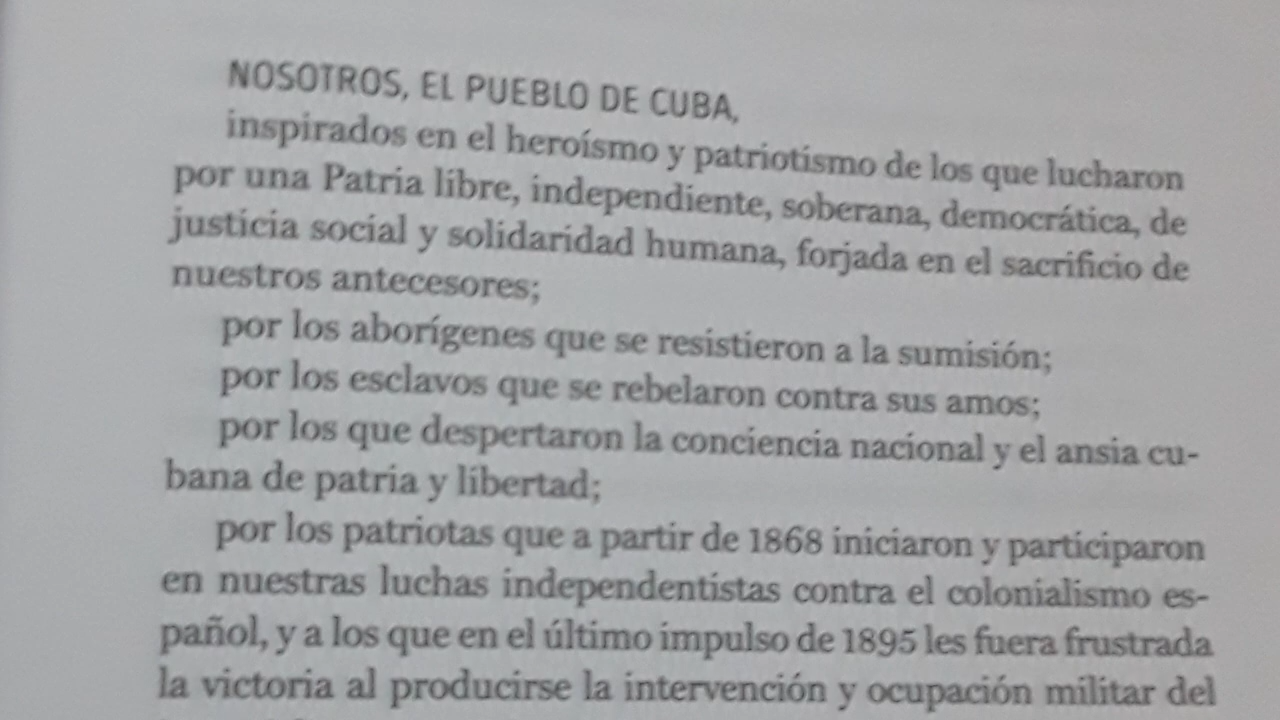 NOSOTROS, EL PUEBLO DE CUBA,
inspirados en el heroísmo y patriotismo de los que lucharon
por una Patria libre, independiente, soberana, democrática, de
justicia social y solidaridad humana, forjada en el sacrificio de
nuestros antecesores;
por los aborígenes que se resistieron a la sumisión;
por los esclavos que se rebelaron contra sus amos;
por los que despertaron la conciencia nacional y el ansia cu-
bana de patria y libertad;
por los patriotas que a partir de 1868 iniciaron y participaron
en nuestras luchas independentistas contra el colonialismo es-
pañol, y a los que en el último impulso de 1895 les fuera frustrada
la victoria al producirse la intervención y ocupación militar del